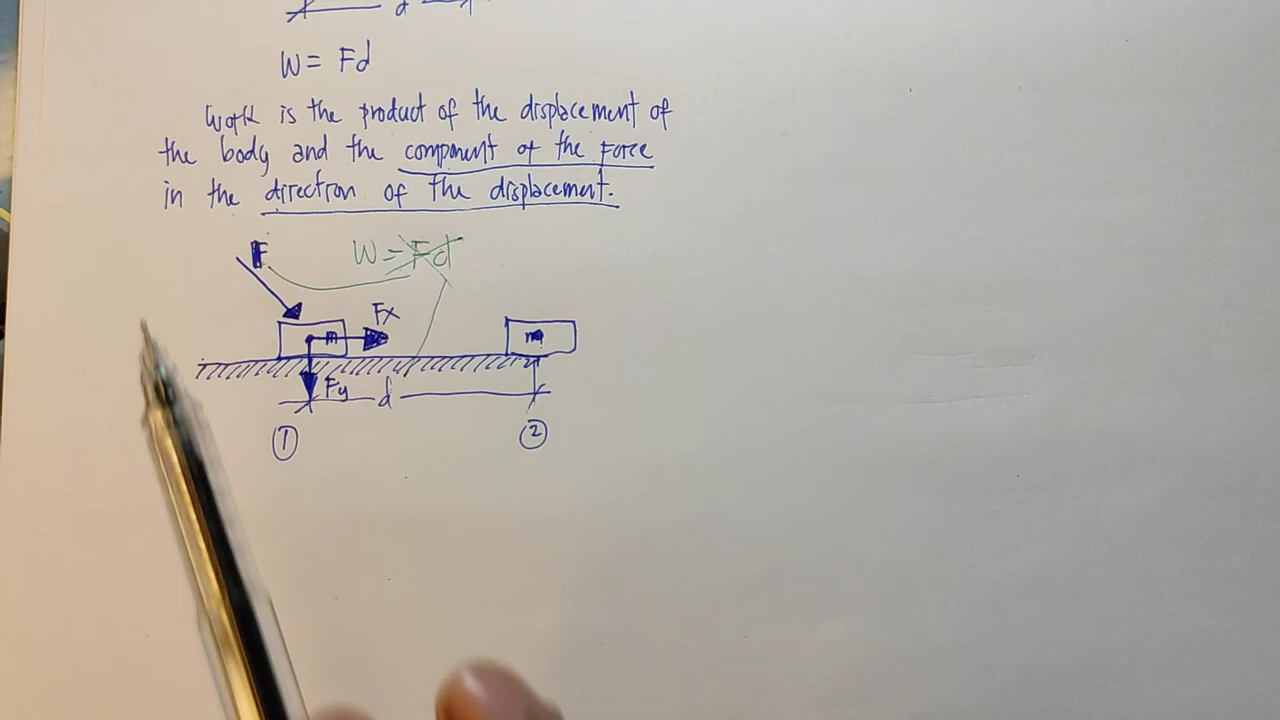 d
W = Fd
Work is the product of the displacement of
the body and the component of the Force
in the direction of the displacement.
F W = Fd
Fx
m m
Fy d
1 2